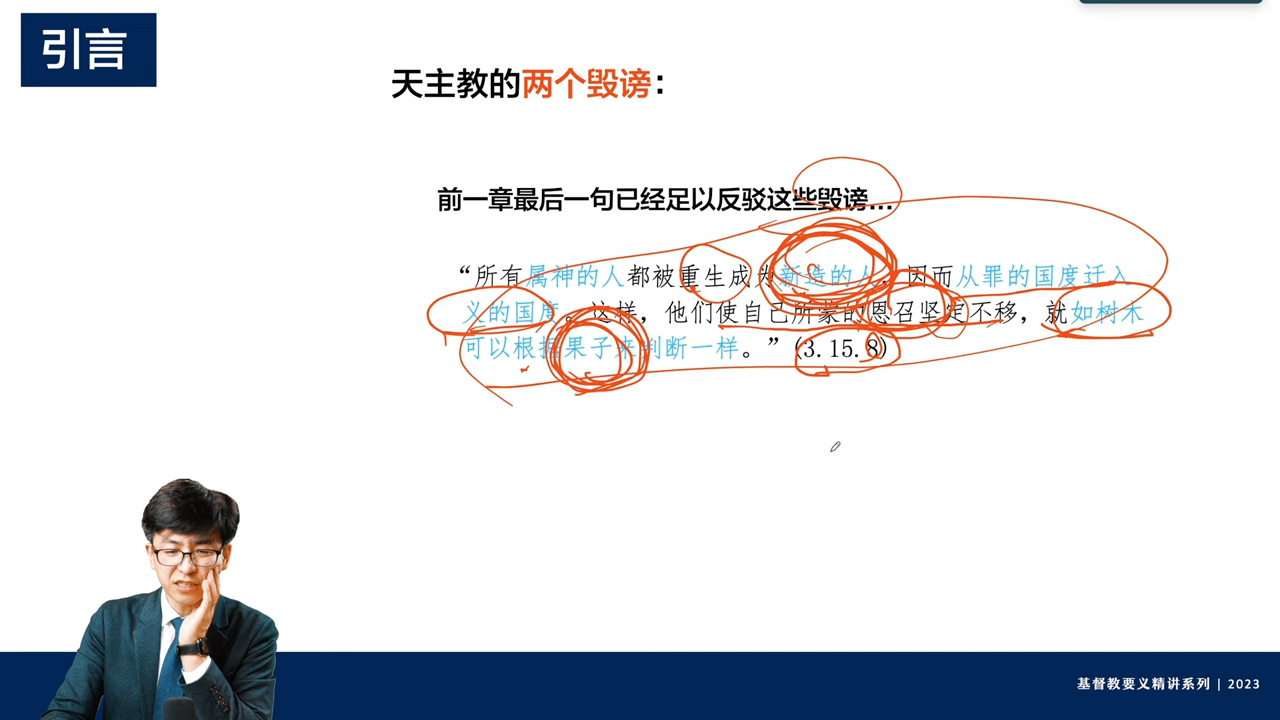 引言
天主教的两个毁谤：
前一章最后一句已经足以反驳这些毁谤…
“所有属神的人都被重生成为新造的人，因而从罪的国度迁入
义的国度。这样，他们使自己所蒙的恩召坚定不移，就如树木
可以根据果子来判断一样。”(3.15.8)
基督教要义精讲系列 | 2023